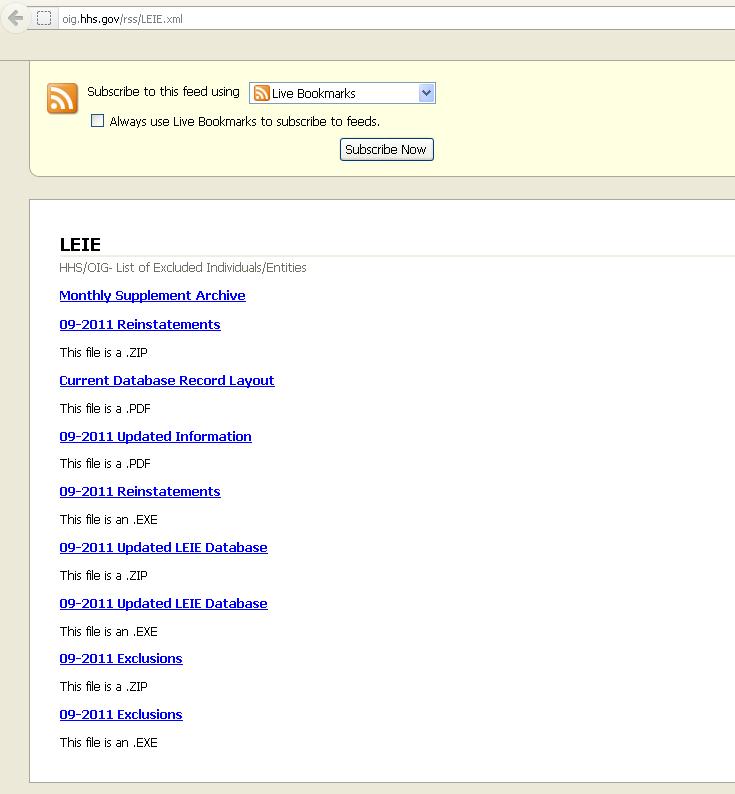 oig.hhs.gov/rss/LEIE.xml
Subscribe to this feed using Live Bookmarks
Always use Live Bookmarks to subscribe to feeds.
Subscribe Now
LEIE
HHS/OIG- List of Excluded Individuals/Entities
Monthly Supplement Archive
09-2011 Reinstatements
This file is a .ZIP
Current Database Record Layout
This file is a .PDF
09-2011 Updated Information
This file is a .PDF
09-2011 Reinstatements
This file is an .EXE
09-2011 Updated LEIE Database
This file is a .ZIP
09-2011 Updated LEIE Database
This file is an .EXE
09-2011 Exclusions
This file is a .ZIP
09-2011 Exclusions
This file is an .EXE